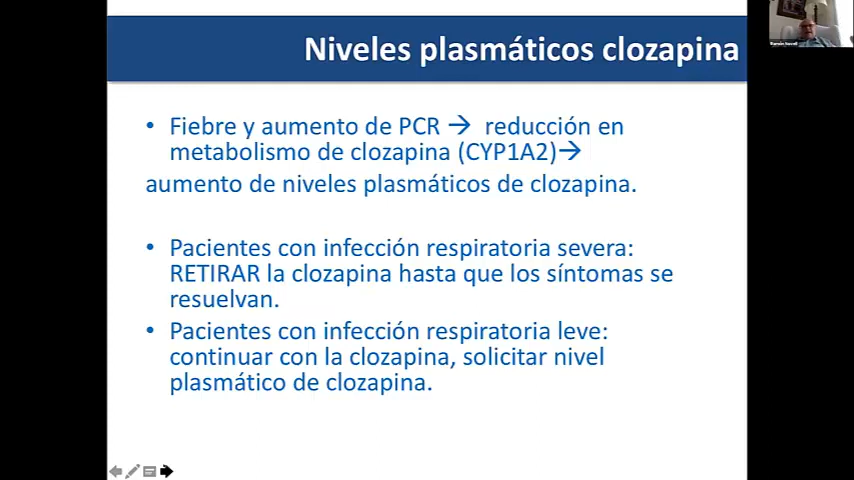 Niveles plasmáticos clozapina
• Fiebre y aumento de PCR → reducción en
metabolismo de clozapina (CYP1A2)→
aumento de niveles plasmáticos de clozapina.
• Pacientes con infección respiratoria severa:
RETIRAR la clozapina hasta que los síntomas se
resuelvan.
• Pacientes con infección respiratoria leve:
continuar con la clozapina, solicitar nivel
plasmático de clozapina.